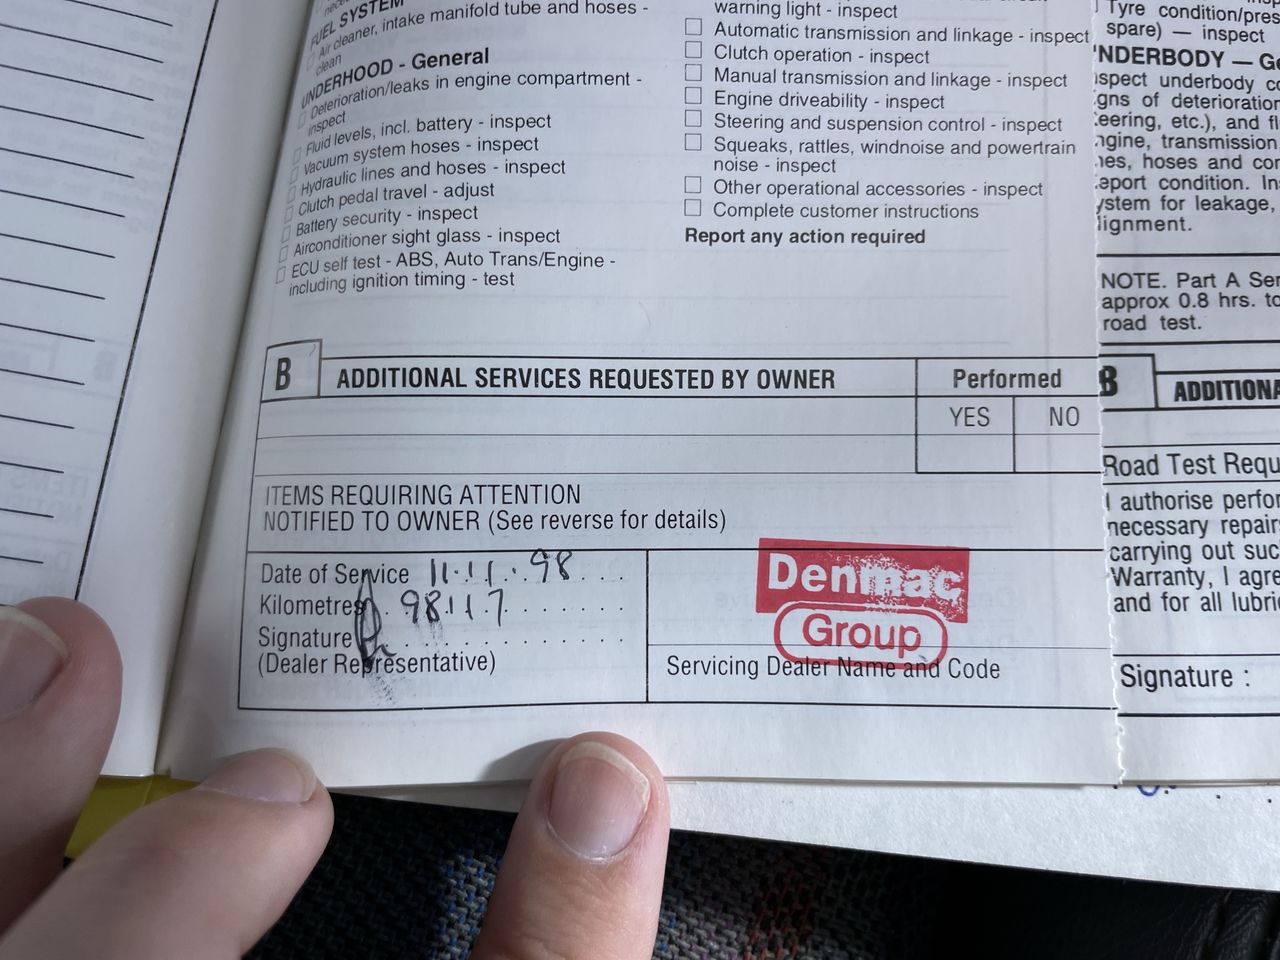 FUEL SYSTEM
Air cleaner, intake manifold tube and hoses -
clean
UNDERHOOD - General
Deterioration/leaks in engine compartment -
inspect
Fluid levels, incl. battery - inspect
Vacuum system hoses - inspect
Hydraulic lines and hoses - inspect
Clutch pedal travel - adjust
Battery security - inspect
Airconditioner sight glass - inspect
ECU self test - ABS, Auto Trans/Engine -
including ignition timing - test
warning light - inspect
Automatic transmission and linkage - inspect
Clutch operation - inspect
Manual transmission and linkage - inspect
Engine driveability - inspect
Steering and suspension control - inspect
Squeaks, rattles, windnoise and powertrain
noise - inspect
Other operational accessories - inspect
Complete customer instructions
Report any action required
B ADDITIONAL SERVICES REQUESTED BY OWNER
Performed
YES NO
ITEMS REQUIRING ATTENTION
NOTIFIED TO OWNER (See reverse for details)
Date of Service 11.11.98
Kilometres 98117
Signature
(Dealer Representative)
Denmac
Group
Servicing Dealer Name and Code
Tyre condition/pres
spare) — inspect
NDERBODY — Ge
spect underbody co
gns of deterioration
eering, etc.), and fl
ngine, transmission
nes, hoses and con
eport condition. In
ystem for leakage,
lignment.
NOTE. Part A Ser
approx 0.8 hrs. to
road test.
B ADDITIONA
Road Test Requ
I authorise perfor
necessary repairs
carrying out suc
Warranty, I agre
and for all lubri
Signature :